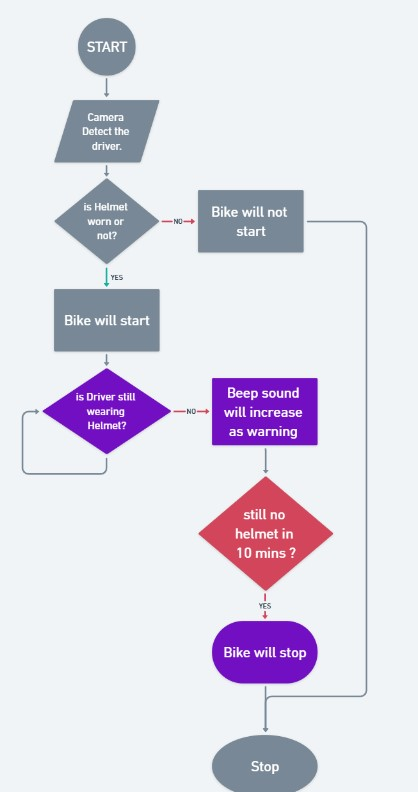 START
Camera
Detect the
driver.
is Helmet
worn or
not?
NO
Bike will not
start
YES
Bike will start
is Driver still
wearing
Helmet?
NO
Beep sound
will increase
as warning
still no
helmet in
10 mins ?
YES
Bike will stop
Stop